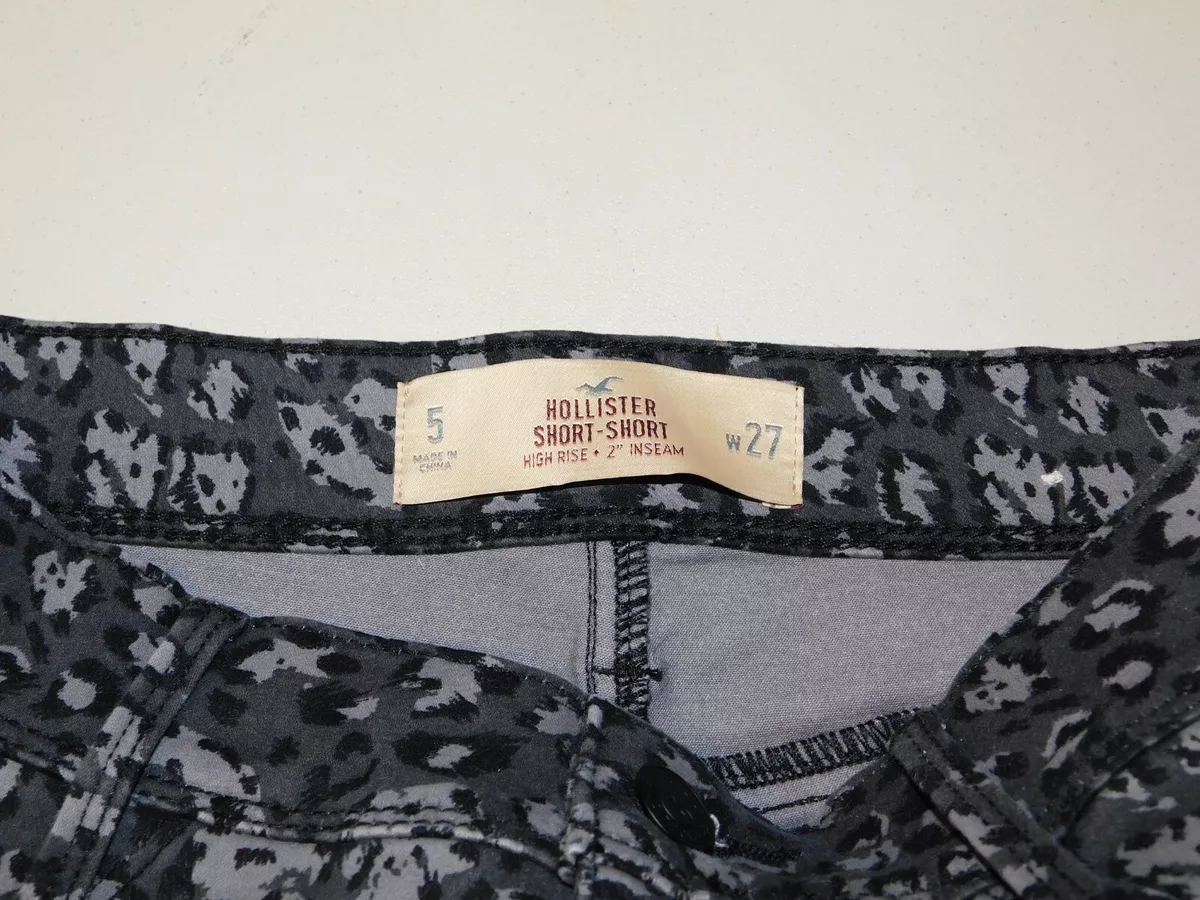 5
MADE IN
CHINA
HOLLISTER
SHORT-SHORT
HIGH RISE • 2" INSEAM
W27